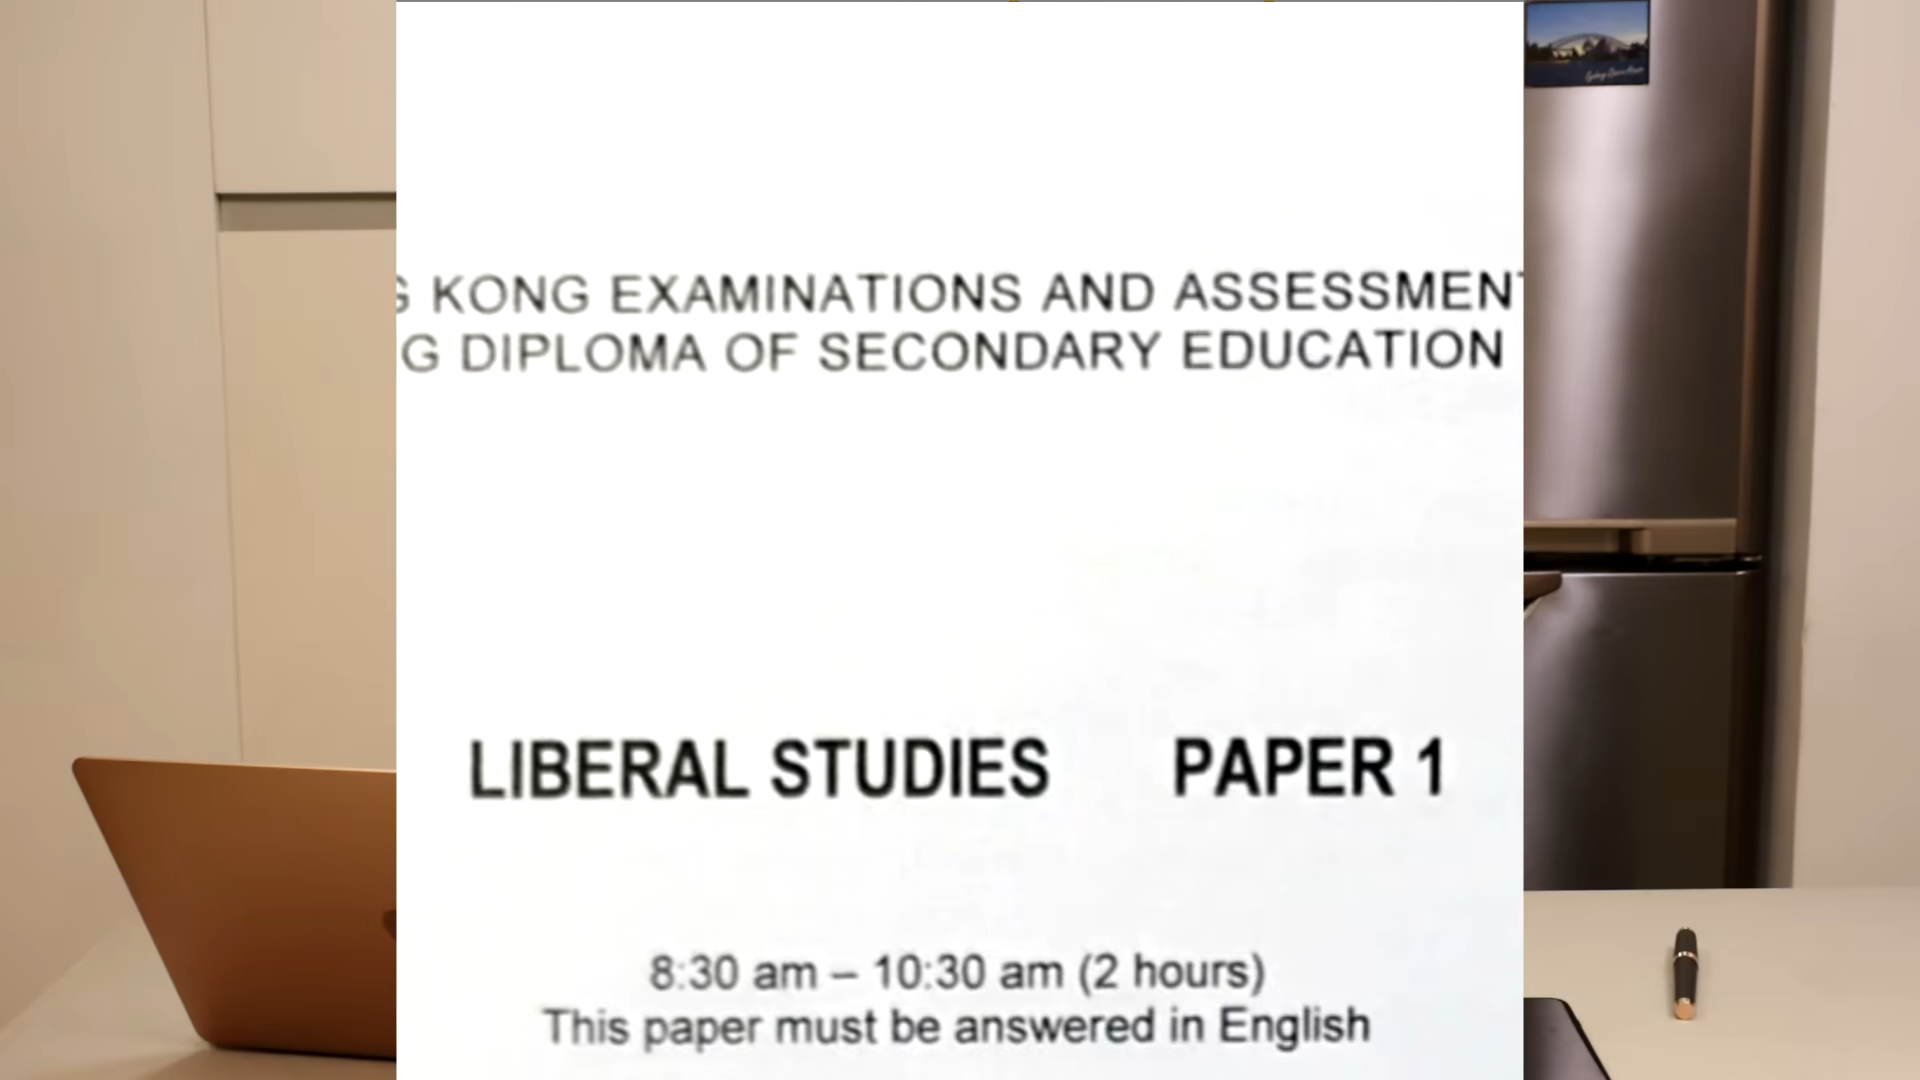 G KONG EXAMINATIONS AND ASSESSMENT
G DIPLOMA OF SECONDARY EDUCATION
LIBERAL STUDIES PAPER 1
8:30 am – 10:30 am (2 hours)
This paper must be answered in English